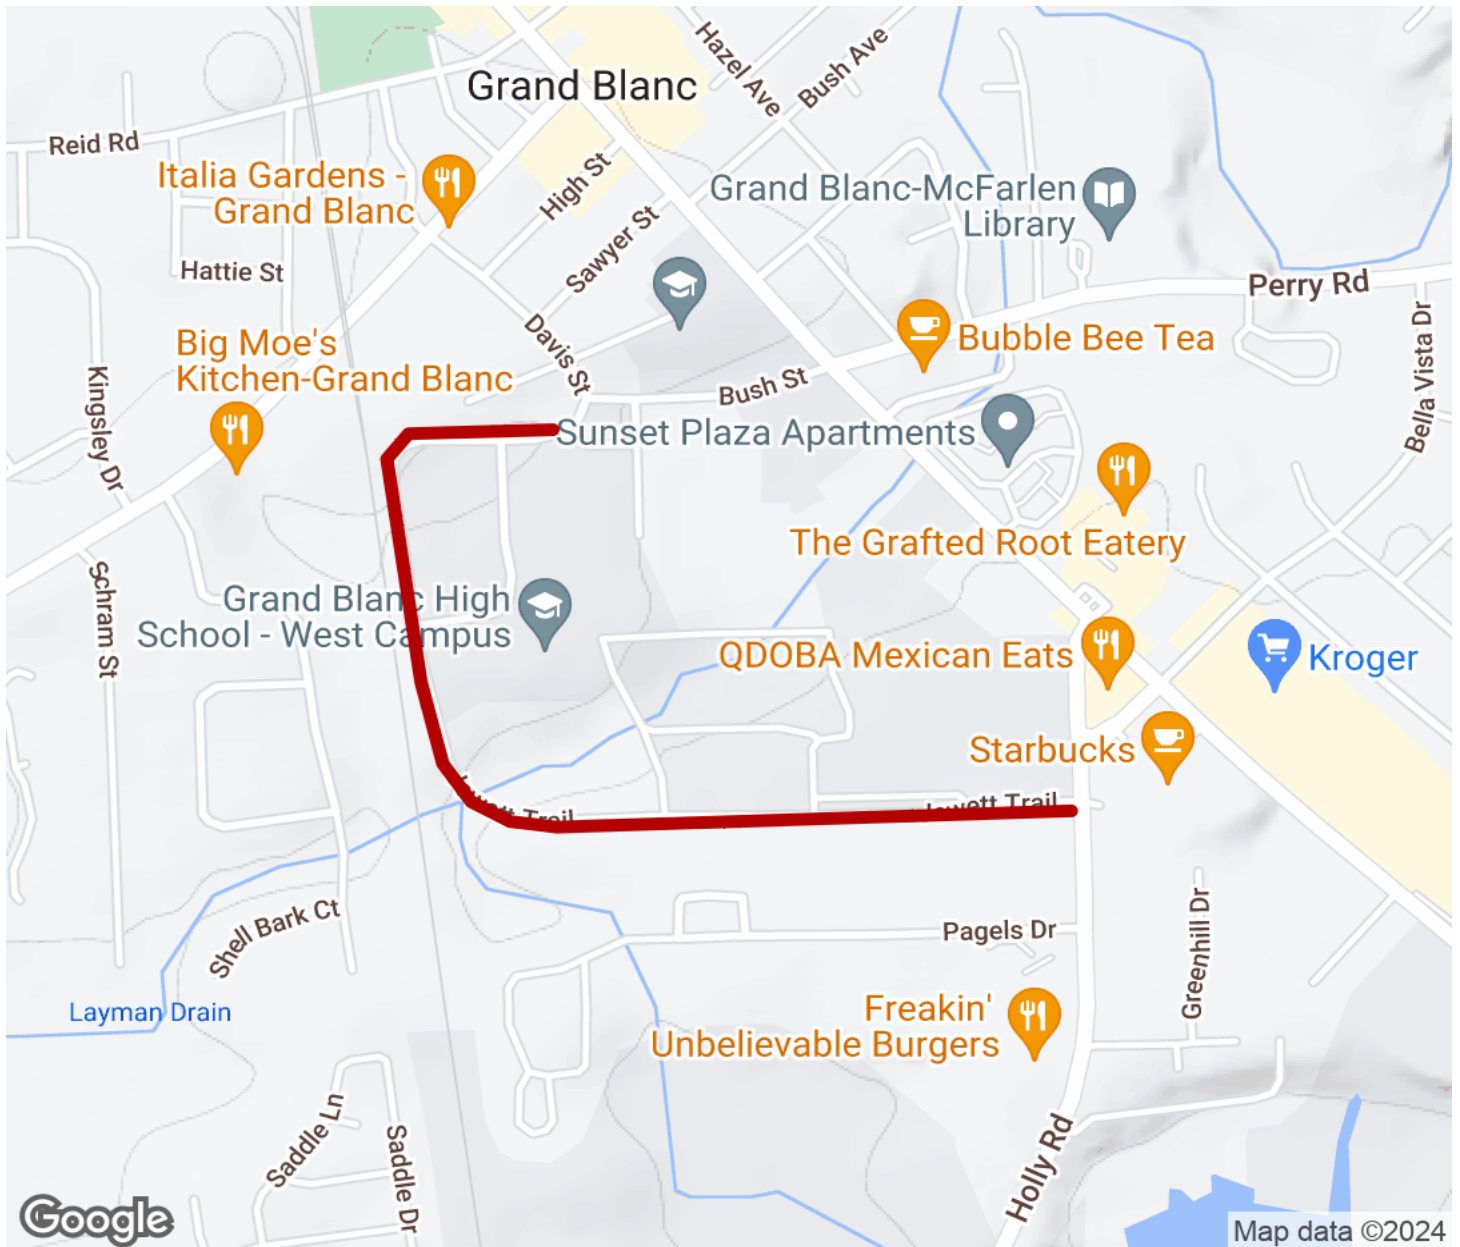 Hazel Ave
Bush Ave
Grand Blanc
Reid Rd
Italia Gardens -
Grand Blanc
High St
Grand Blanc-McFarlen
Library
Sawyer St
Hattie St
Perry Rd
Big Moe's
Kitchen-Grand Blanc
Davis St
Bubble Bee Tea
Bella Vista Dr
Kingsley Dr
Bush St
Sunset Plaza Apartments
The Grafted Root Eatery
Schram St
Grand Blanc High
School - West Campus
QDOBA Mexican Eats
Kroger
Starbucks
Jewett Trail
Jewett Trail
Shell Bark Ct
Pagels Dr
Greenhill Dr
Layman Drain
Freakin'
Unbelievable Burgers
Saddle Ln
Saddle Dr
Holly Rd
Google
Map data ©2024